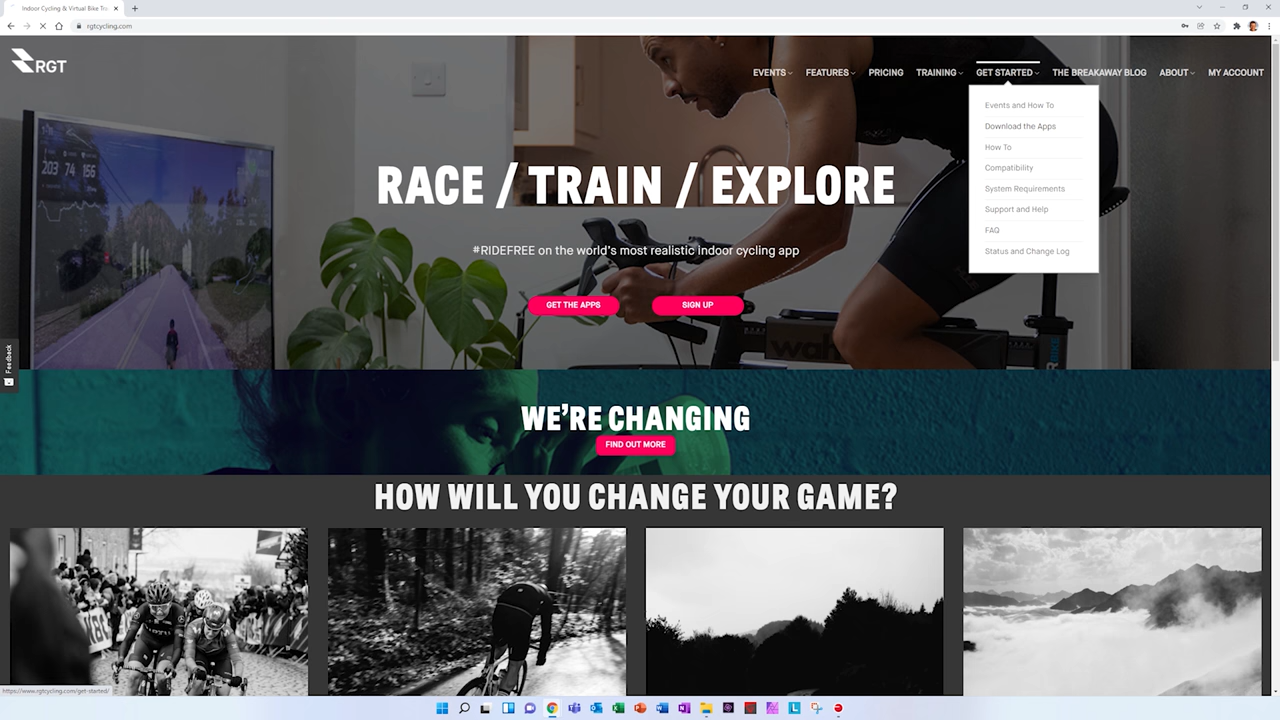 Indoor Cycling & Virtual Bike Tra
rgtcycling.com
RGT
EVENTS
FEATURES
PRICING
TRAINING
GET STARTED
THE BREAKAWAY BLOG
ABOUT
MY ACCOUNT
Events and How To
Download the Apps
How To
Compatibility
System Requirements
Support and Help
FAQ
Status and Change Log
203 74 156
RACE / TRAIN / EXPLORE
#RIDEFREE on the world's most realistic indoor cycling app
GET THE APPS
SIGN UP
Feedback
WE'RE CHANGING
FIND OUT MORE
HOW WILL YOU CHANGE YOUR GAME?
https://www.rgtcycling.com/get-started/